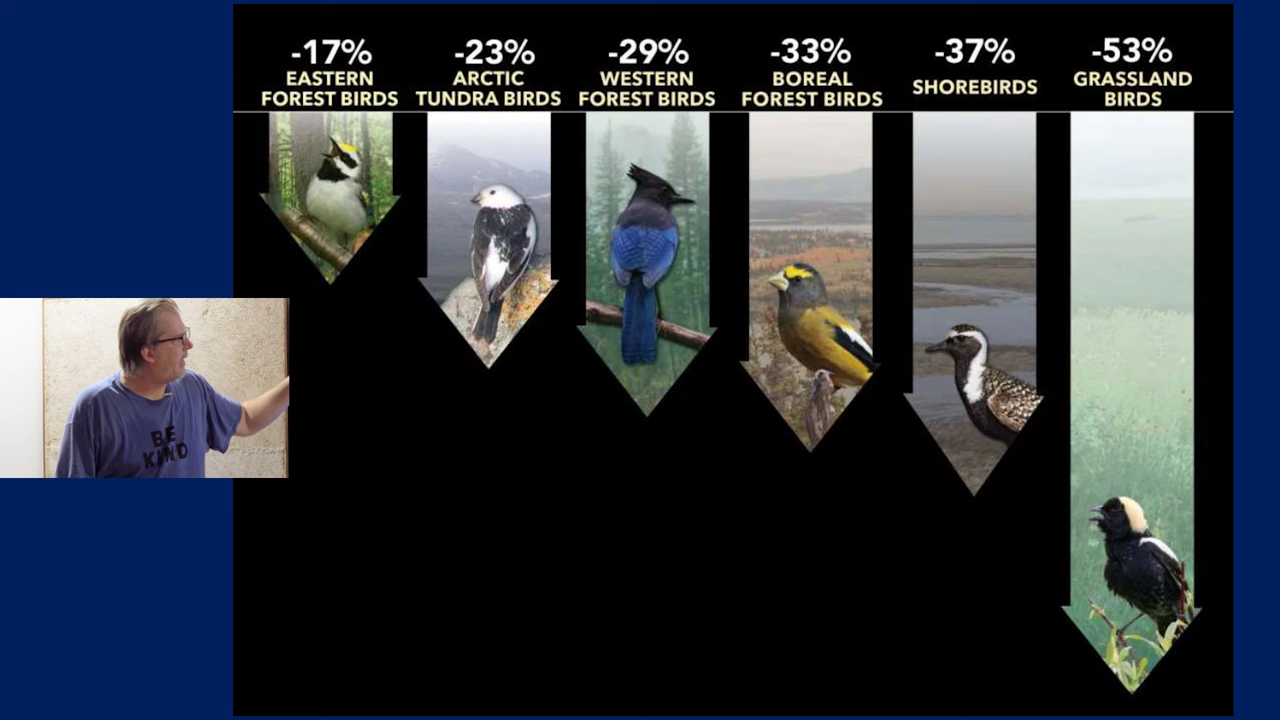 -17%
EASTERN
FOREST BIRDS
-23%
ARCTIC
TUNDRA BIRDS
-29%
WESTERN
FOREST BIRDS
-33%
BOREAL
FOREST BIRDS
-37%
SHOREBIRDS
-53%
GRASSLAND
BIRDS
BE
KIND